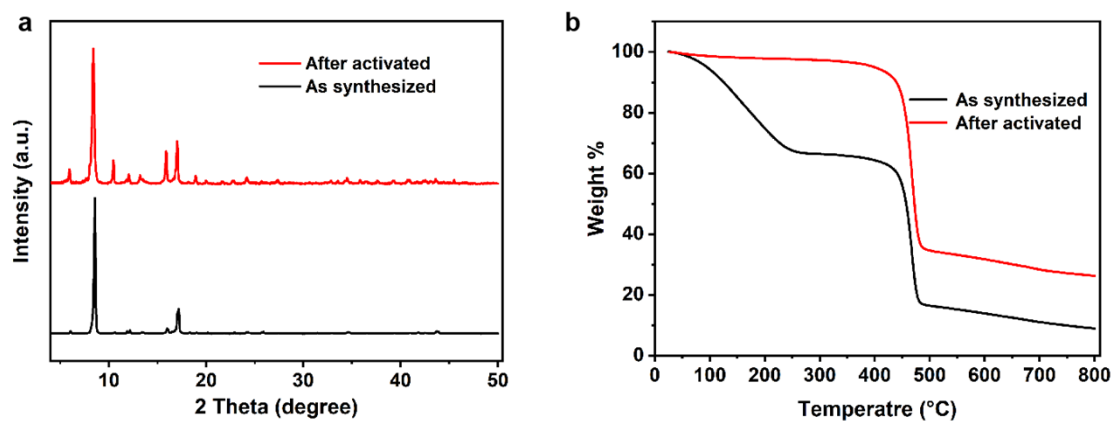 a
After activated
As synthesized
Intensity (a.u.)
10 20 30 40 50
2 Theta (degree)
b
As synthesized
After activated
Weight %
100
80
60
40
20
0
0 100 200 300 400 500 600 700 800
Temperatre (°C)